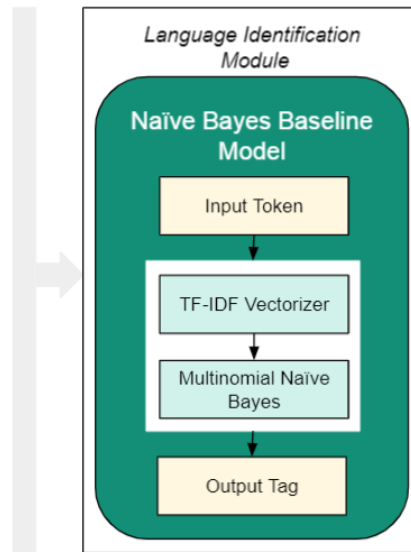 Language Identification
Module
Naïve Bayes Baseline
Model
Input Token
TF-IDF Vectorizer
Multinomial Naïve
Bayes
Output Tag